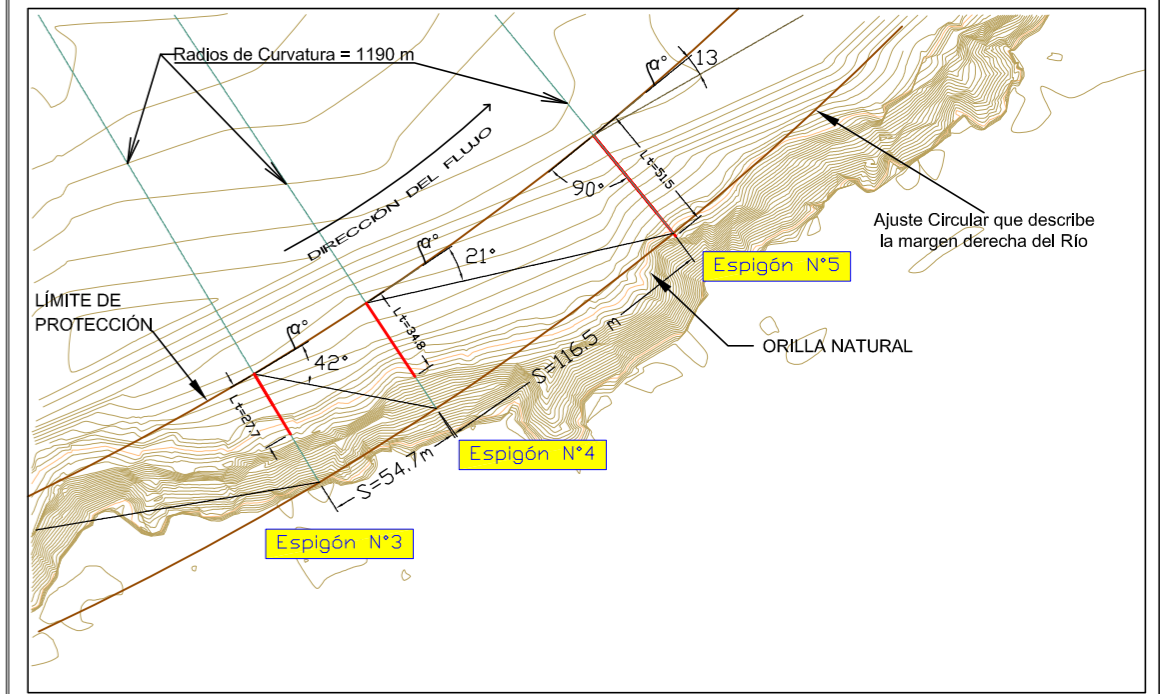 Radios de Curvatura = 1190 m
α°
13
DIRECCIÓN DEL FLUJO
Lt=51.5
90°
Ajuste Circular que describe
la margen derecha del Río
α°
21°
Espigón N°5
LÍMITE DE
PROTECCIÓN
Lt=34.8
α°
42°
ORILLA NATURAL
S=116.5 m
Lt=27.7
Espigón N°4
S=54.7m
Espigón N°3